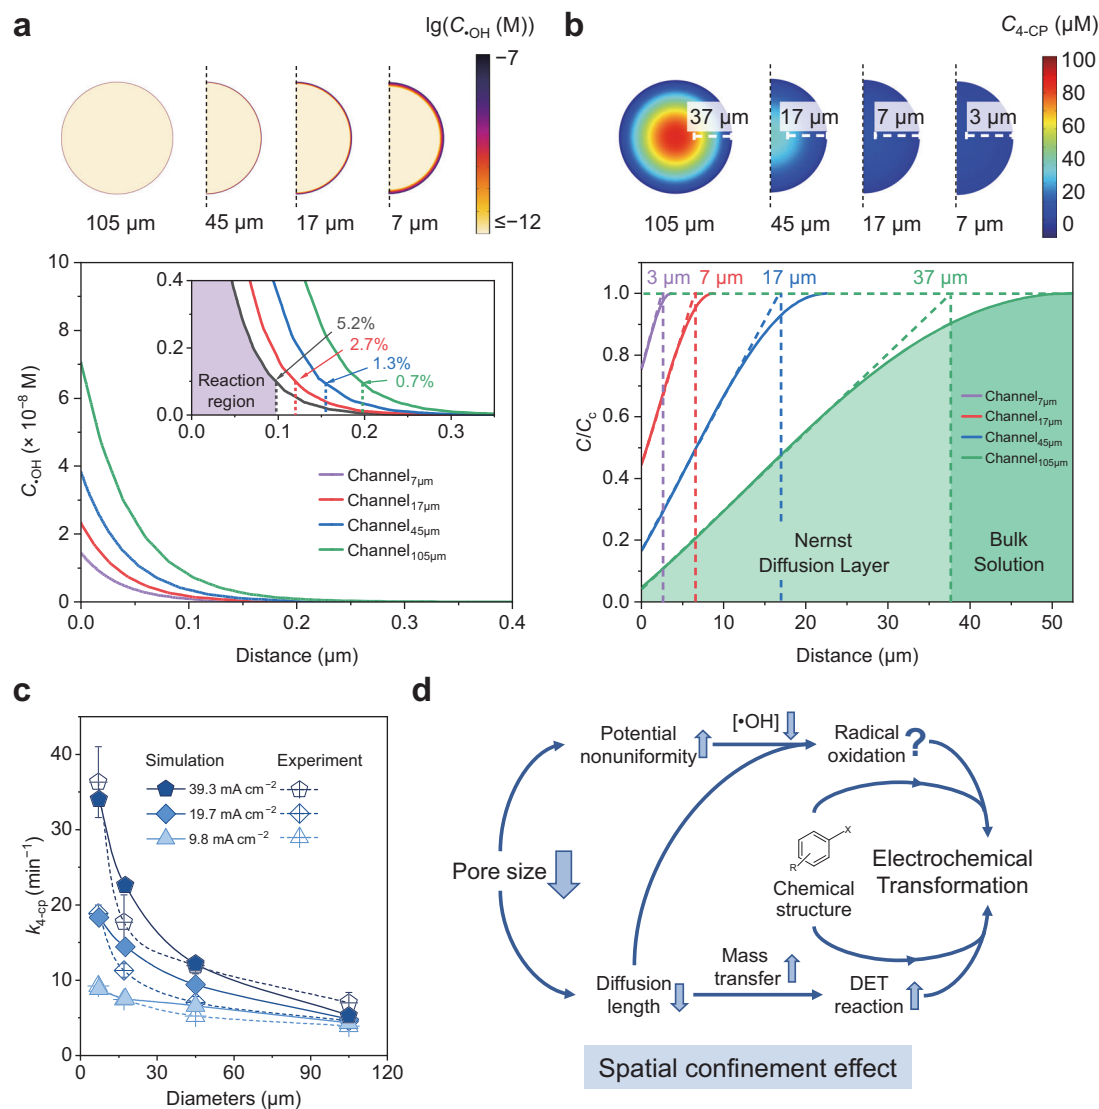 a
lg(C•OH (M))
−7
≤−12
105 µm
45 µm
17 µm
7 µm
10
8
6
4
2
0
C•OH (× 10⁻⁸ M)
0.0
0.1
0.2
0.3
0.4
Distance (µm)
0.4
0.2
0.0
0.0
0.1
0.2
0.3
5.2%
2.7%
1.3%
0.7%
Reaction
region
Channel7µm
Channel17µm
Channel45µm
Channel105µm
b
C4-CP (µM)
100
80
60
40
20
0
37 µm
17 µm
7 µm
3 µm
105 µm
45 µm
17 µm
7 µm
3 µm
7 µm
17 µm
37 µm
1.0
0.8
0.6
0.4
0.2
0.0
C/Cc
Channel7µm
Channel17µm
Channel45µm
Channel105µm
Nernst
Diffusion Layer
Bulk
Solution
0
10
20
30
40
50
Distance (µm)
c
40
30
20
10
0
k4-cp (min⁻¹)
Simulation
Experiment
39.3 mA cm⁻²
19.7 mA cm⁻²
9.8 mA cm⁻²
0
30
60
90
120
Diameters (µm)
d
Potential
nonuniformity
[•OH]
Radical
oxidation ?
Pore size
X
R
Chemical
structure
Electrochemical
Transformation
Diffusion
length
Mass
transfer
DET
reaction
Spatial confinement effect